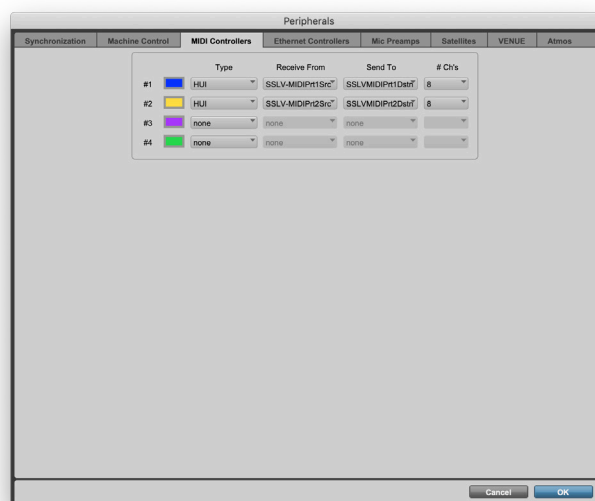 Peripherals
Synchronization Machine Control MIDI Controllers Ethernet Controllers Mic Preamps Satellites VENUE Atmos
Type Receive From Send To # Ch's
#1 HUI SSLV-MIDIPrt1Src SSLVMIDIPrt1Dstn 8
#2 HUI SSLV-MIDIPrt2Src SSLVMIDIPrt2Dstn 8
#3 none none none
#4 none none none
Cancel OK